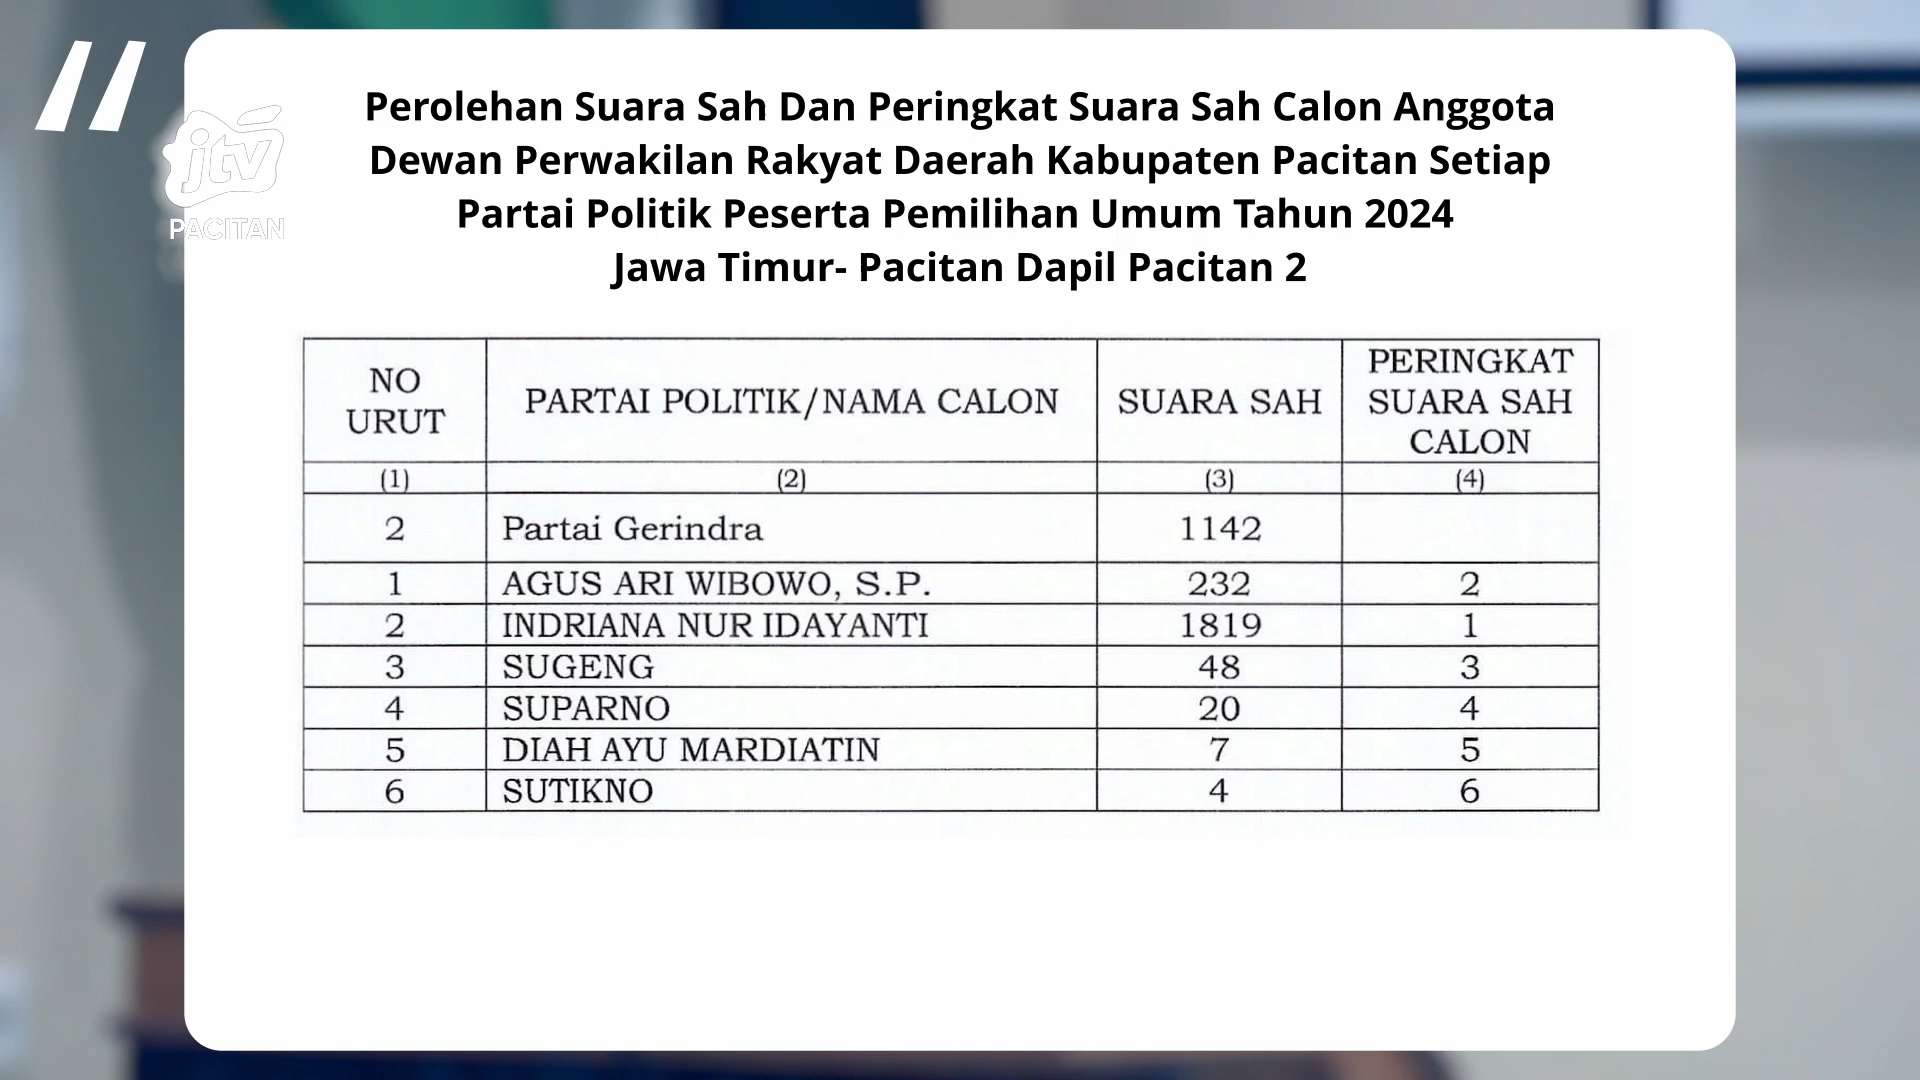 jtv
PACITAN
Perolehan Suara Sah Dan Peringkat Suara Sah Calon Anggota
Dewan Perwakilan Rakyat Daerah Kabupaten Pacitan Setiap
Partai Politik Peserta Pemilihan Umum Tahun 2024
Jawa Timur- Pacitan Dapil Pacitan 2
NO URUT PARTAI POLITIK/NAMA CALON SUARA SAH PERINGKAT SUARA SAH CALON
(1) (2) (3) (4)
2 Partai Gerindra 1142
1 AGUS ARI WIBOWO, S.P. 232 2
2 INDRIANA NUR IDAYANTI 1819 1
3 SUGENG 48 3
4 SUPARNO 20 4
5 DIAH AYU MARDIATIN 7 5
6 SUTIKNO 4 6